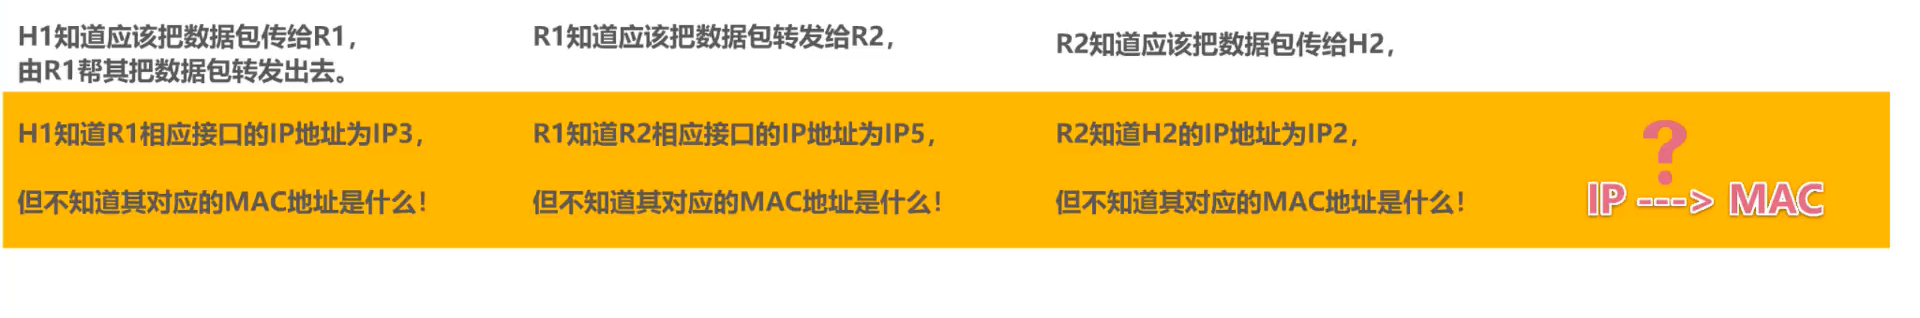 H1知道应该把数据包传给R1，
由R1帮其把数据包转发出去。
R1知道应该把数据包转发给R2，
R2知道应该把数据包传给H2，
H1知道R1相应接口的IP地址为IP3，
但不知道其对应的MAC地址是什么！
R1知道R2相应接口的IP地址为IP5，
但不知道其对应的MAC地址是什么！
R2知道H2的IP地址为IP2，
但不知道其对应的MAC地址是什么！
?
IP ---> MAC